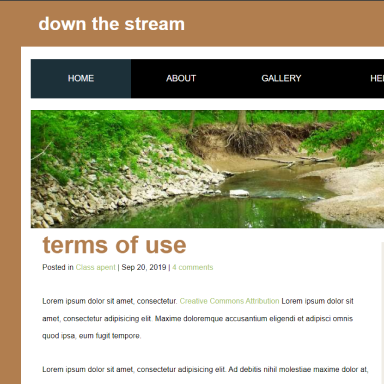 down the stream
HOME ABOUT GALLERY
terms of use
Posted in Class apent | Sep 20, 2019 | 4 comments
Lorem ipsum dolor sit amet, consectetur. Creative Commons Attribution Lorem ipsum dolor sit
amet, consectetur adipisicing elit. Maxime doloremque accusantium eligendi et adipisci omnis
quod ipsa, eum fugit tempore.
Lorem ipsum dolor sit amet, consectetur adipisicing elit. Ad debitis nihil molestiae maxime dolor at,